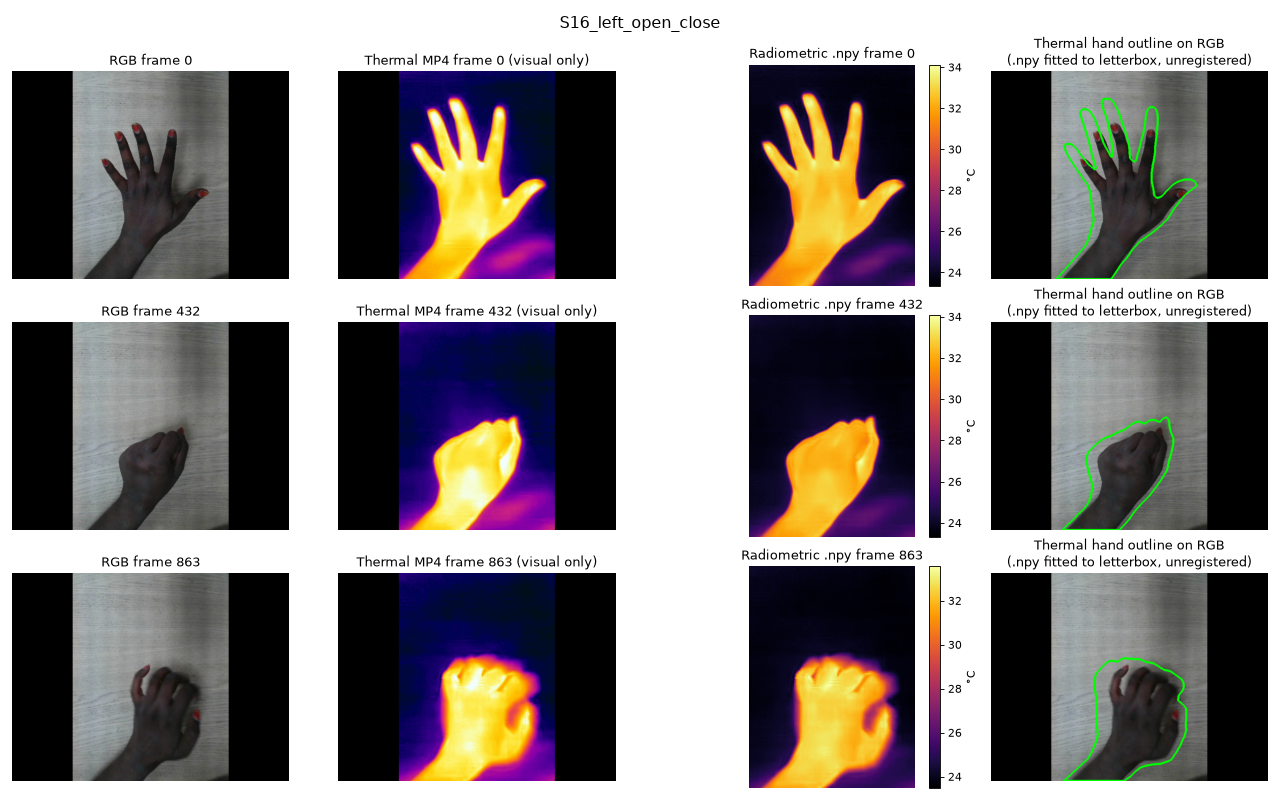 S16_left_open_close
RGB frame 0
Thermal MP4 frame 0 (visual only)
Radiometric .npy frame 0
Thermal hand outline on RGB
(.npy fitted to letterbox, unregistered)
34
32
30
28
26
24
°C
RGB frame 432
Thermal MP4 frame 432 (visual only)
Radiometric .npy frame 432
Thermal hand outline on RGB
(.npy fitted to letterbox, unregistered)
34
32
30
28
26
24
°C
RGB frame 863
Thermal MP4 frame 863 (visual only)
Radiometric .npy frame 863
Thermal hand outline on RGB
(.npy fitted to letterbox, unregistered)
32
30
28
26
24
°C